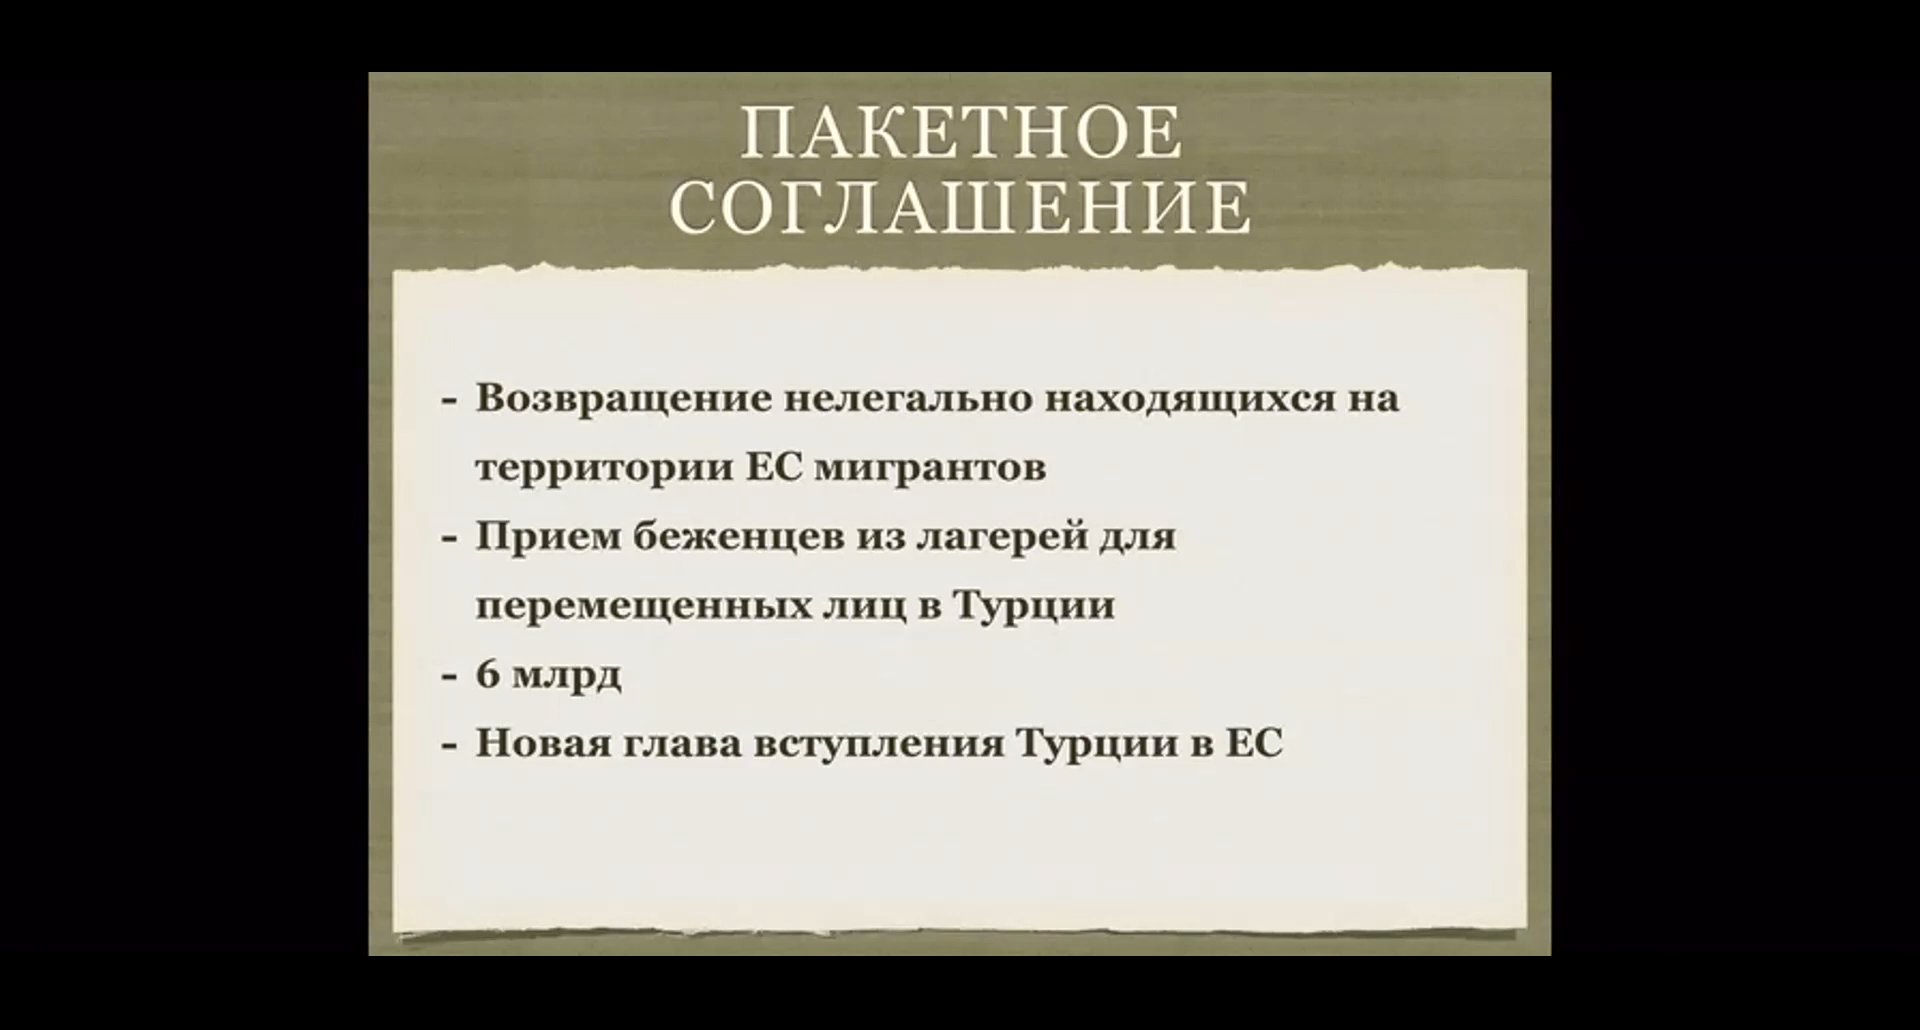 ПАКЕТНОЕ
СОГЛАШЕНИЕ
- Возвращение нелегально находящихся на
территории ЕС мигрантов
- Прием беженцев из лагерей для
перемещенных лиц в Турции
- 6 млрд
- Новая глава вступления Турции в ЕС